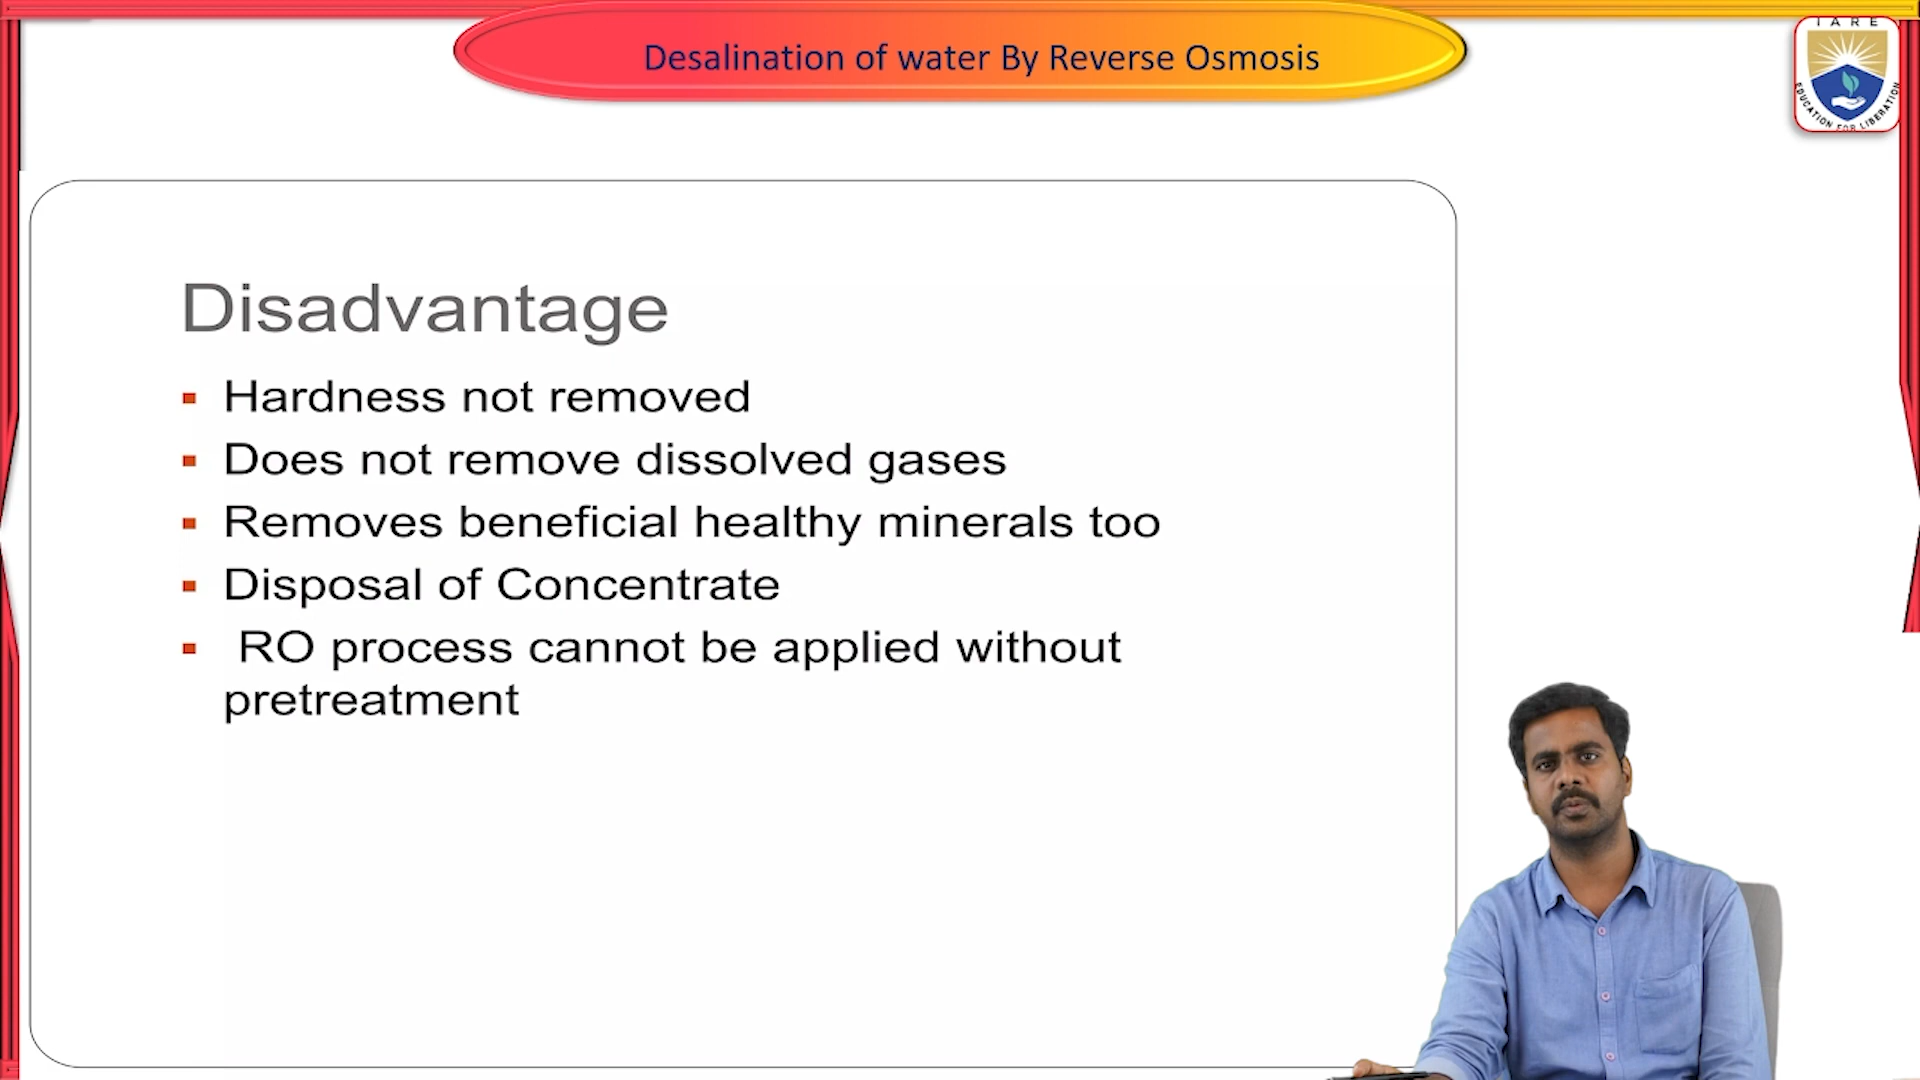 Desalination of water By Reverse Osmosis
IARE
EDUCATION FOR LIBERATION
Disadvantage
Hardness not removed
Does not remove dissolved gases
Removes beneficial healthy minerals too
Disposal of Concentrate
RO process cannot be applied without
pretreatment